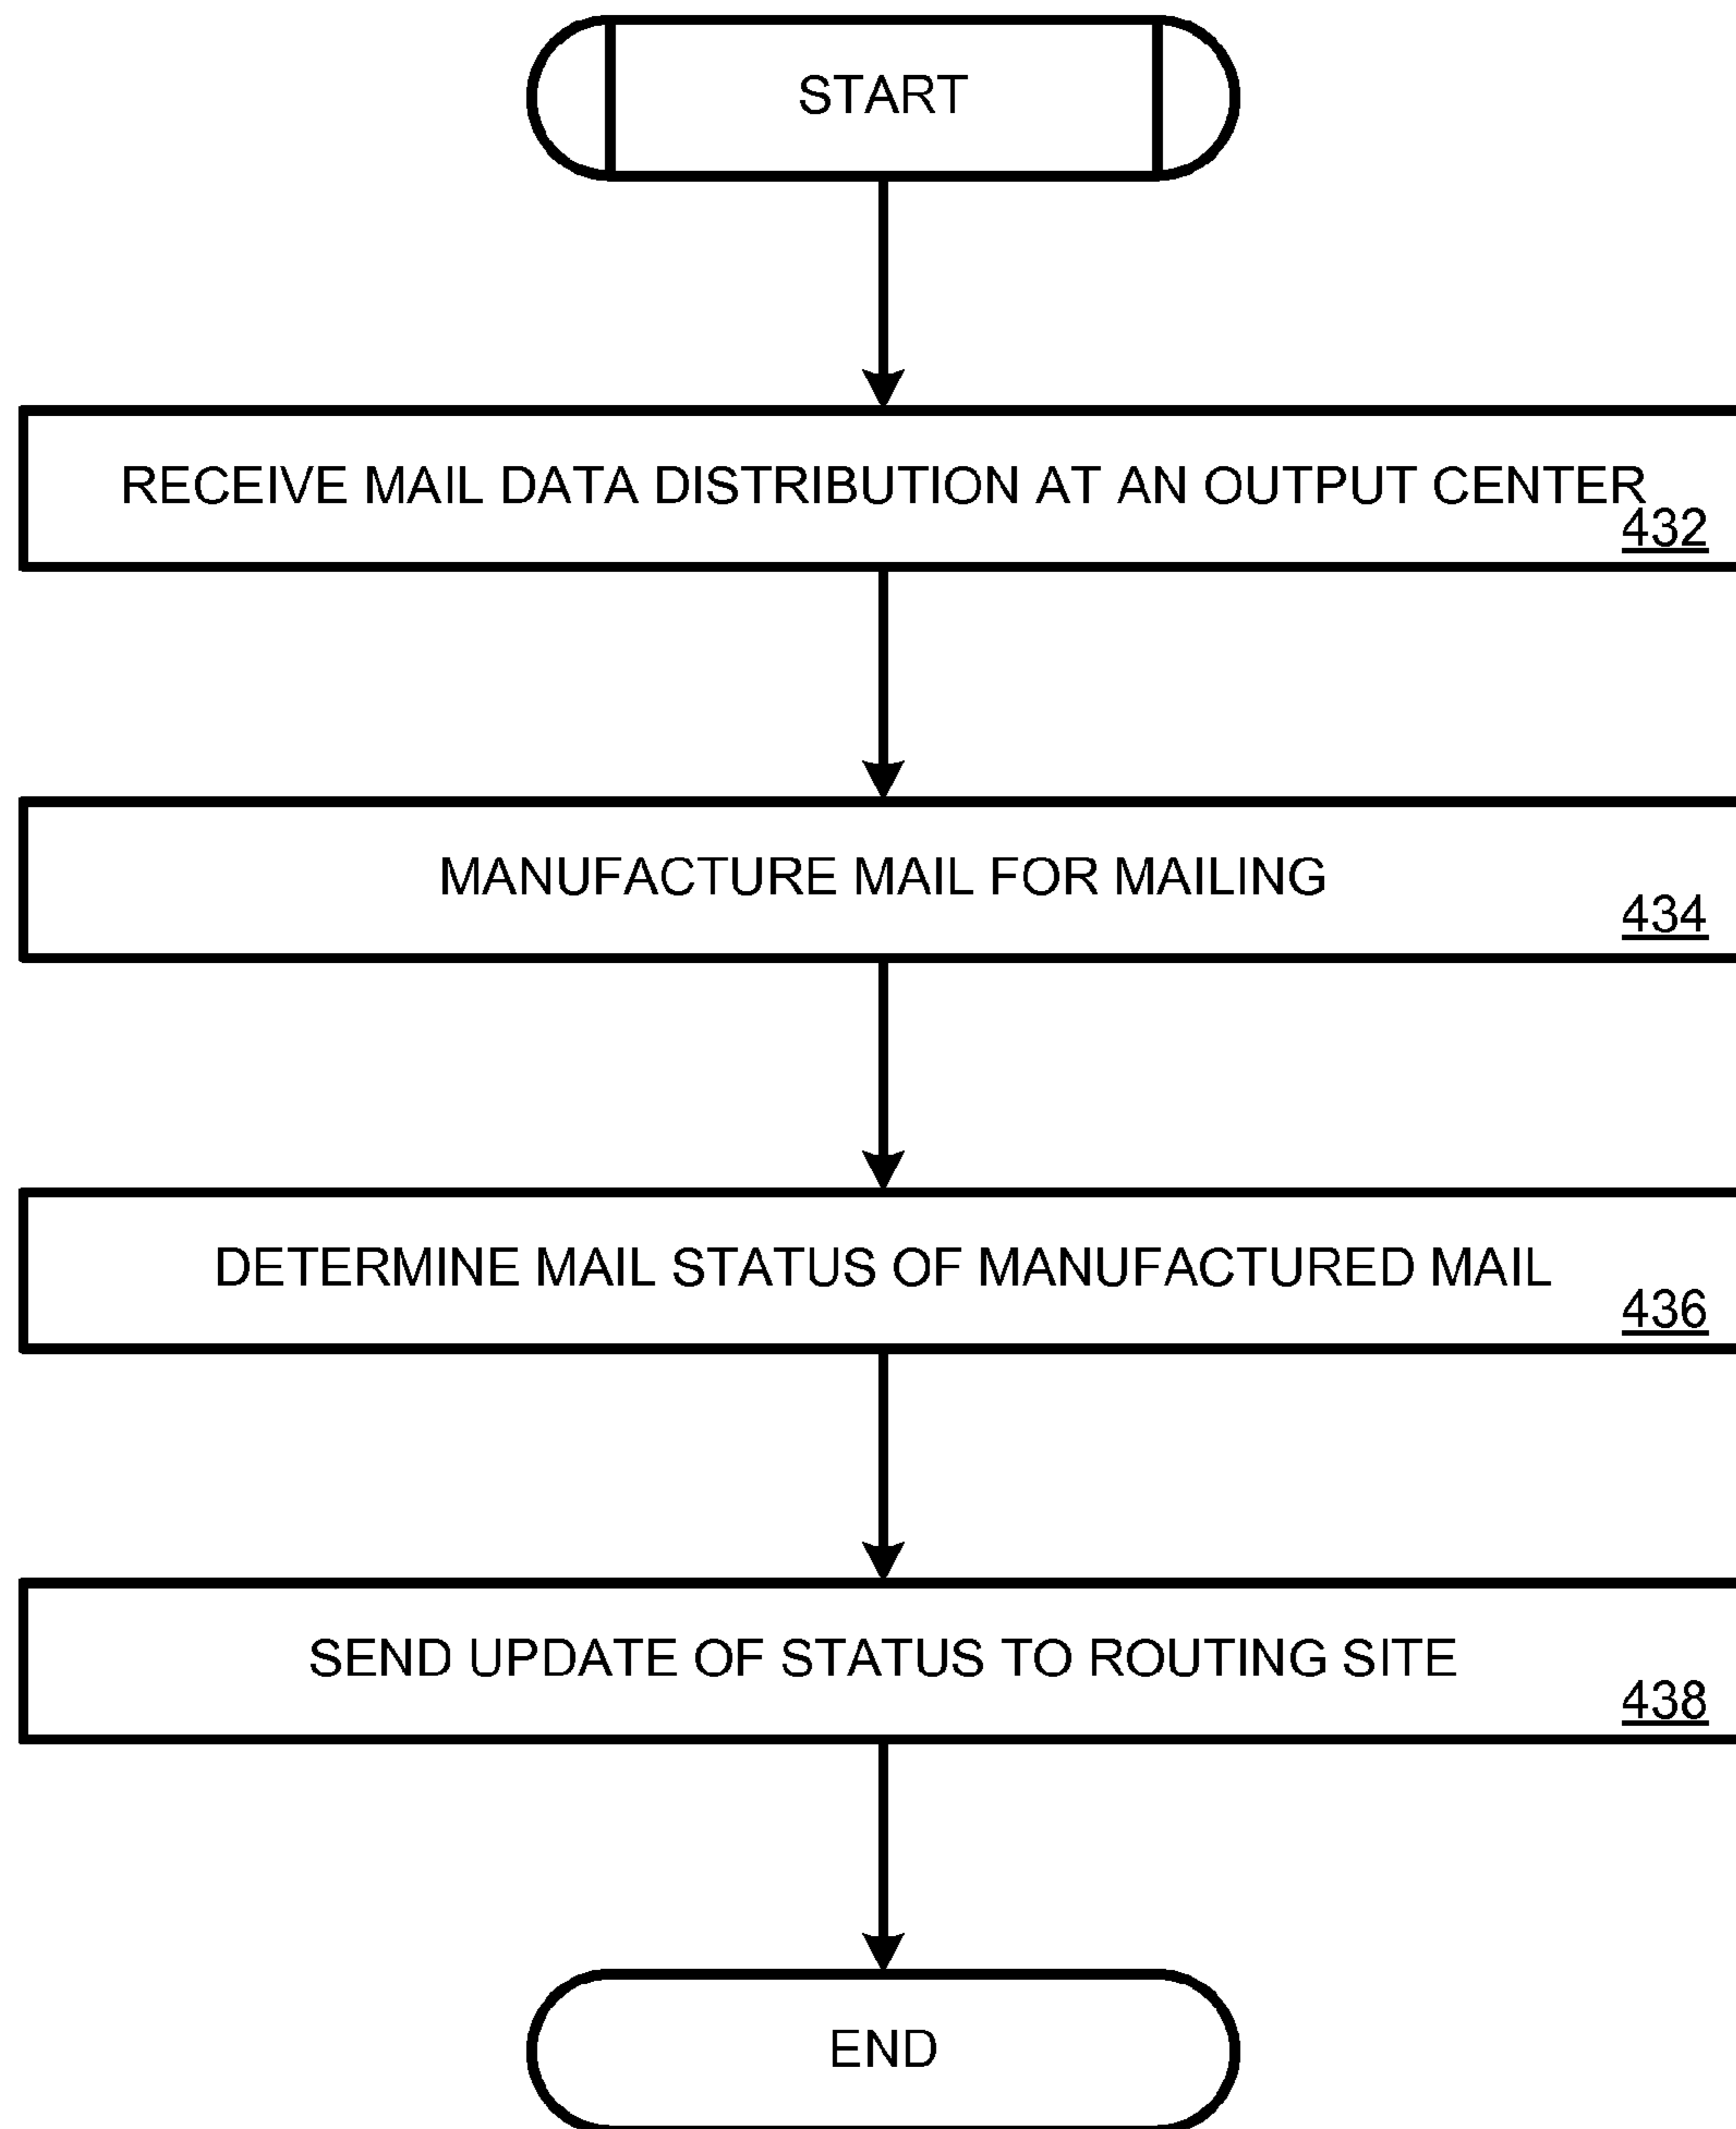 START
RECEIVE MAIL DATA DISTRIBUTION AT AN OUTPUT CENTER
432
MANUFACTURE MAIL FOR MAILING
434
DETERMINE MAIL STATUS OF MANUFACTURED MAIL
436
SEND UPDATE OF STATUS TO ROUTING SITE
438
END